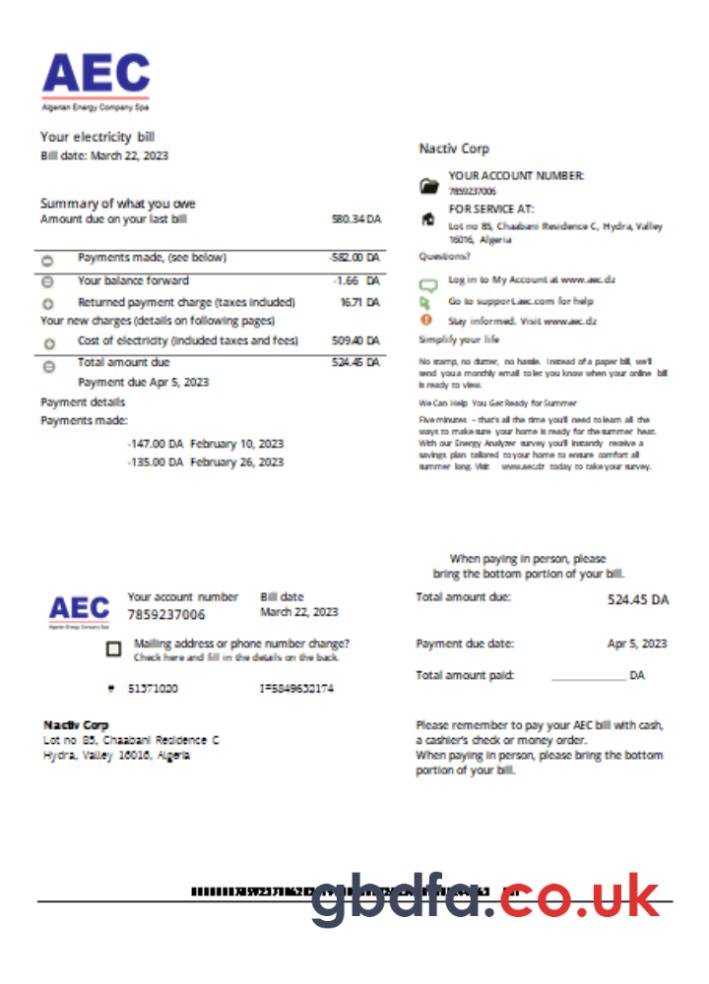 AEC
Algerian Energy Company Spa
Your electricity bill
Bill date: March 22, 2023
Summary of what you owe
Amount due on your last bill 580.34 DA
Payments made, (see below) -582.00 DA
Your balance forward -1.66 DA
Returned payment charge (taxes included) 16.71 DA
Your new charges (details on following pages)
Cost of electricity (included taxes and fees) 509.40 DA
Total amount due 524.45 DA
Payment due Apr 5, 2023
Payment details
Payments made:
-147.00 DA February 10, 2023
-135.00 DA February 26, 2023
Nactiv Corp
YOUR ACCOUNT NUMBER:
7859237006
FOR SERVICE AT:
Lot no 85, Chaabani Residence C, Hydra, Valley
16016, Algeria
Questions?
Log in to My Account at www.aec.dz
Go to support.aec.com for help
Stay informed. Visit www.aec.dz
Simplify your life
No stamp, no clutter, no hassle. Instead of a paper bill, we'll
send you a monthly email to let you know when your online bill
is ready to view.
We Can Help You Get Ready for Summer
Five minutes - that's all the time you'll need to learn all the
ways to make sure your home is ready for the summer heat.
With our Energy Analyzer survey you'll instantly receive a
savings plan tailored to your home to ensure comfort all
summer long. Visit www.aec.dz today to take your survey.
When paying in person, please
bring the bottom portion of your bill.
AEC
Algerian Energy Company Spa
Your account number Bill date
7859237006 March 22, 2023
Mailing address or phone number change?
Check here and fill in the details on the back.
# 51371020 I=5849632174
Nactiv Corp
Lot no 85, Chaabani Residence C
Hydra, Valley 16016, Algeria
Total amount due: 524.45 DA
Payment due date: Apr 5, 2023
Total amount paid: ____________ DA
Please remember to pay your AEC bill with cash,
a cashier's check or money order.
When paying in person, please bring the bottom
portion of your bill.
gbdfa.co.uk